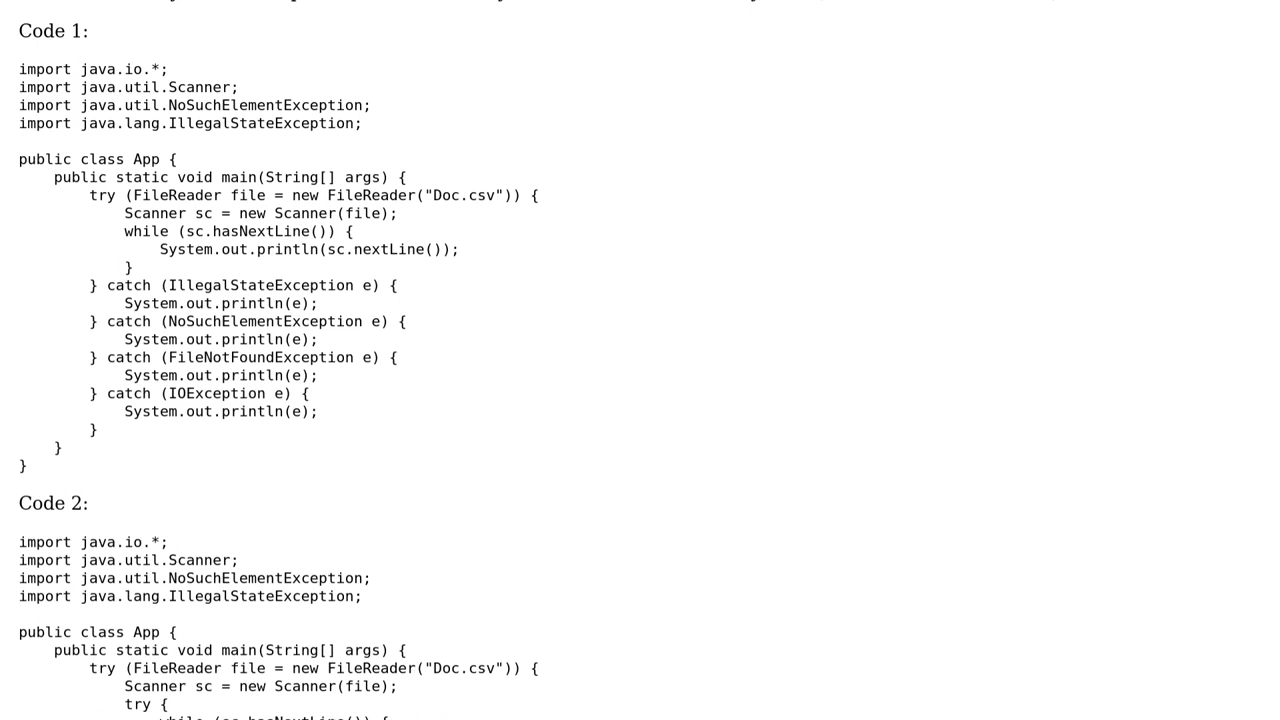 Code 1:
import java.io.*;
import java.util.Scanner;
import java.util.NoSuchElementException;
import java.lang.IllegalStateException;
public class App {
    public static void main(String[] args) {
        try (FileReader file = new FileReader("Doc.csv")) {
            Scanner sc = new Scanner(file);
            while (sc.hasNextLine()) {
                System.out.println(sc.nextLine());
            }
        } catch (IllegalStateException e) {
            System.out.println(e);
        } catch (NoSuchElementException e) {
            System.out.println(e);
        } catch (FileNotFoundException e) {
            System.out.println(e);
        } catch (IOException e) {
            System.out.println(e);
        }
    }
}
Code 2:
import java.io.*;
import java.util.Scanner;
import java.util.NoSuchElementException;
import java.lang.IllegalStateException;
public class App {
    public static void main(String[] args) {
        try (FileReader file = new FileReader("Doc.csv")) {
            Scanner sc = new Scanner(file);
            try {